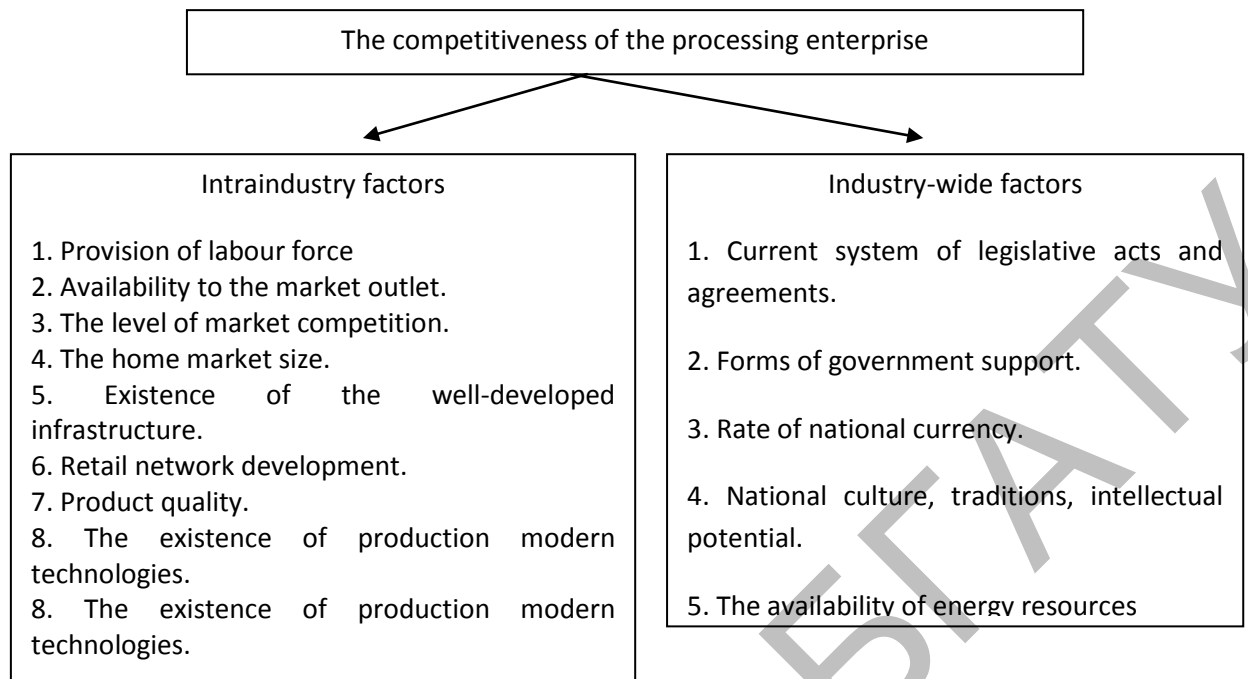 The competitiveness of the processing enterprise
Intraindustry factors
1. Provision of labour force
2. Availability to the market outlet.
3. The level of market competition.
4. The home market size.
5. Existence of the well-developed
infrastructure.
6. Retail network development.
7. Product quality.
8. The existence of production modern
technologies.
8. The existence of production modern
technologies.
Industry-wide factors
1. Current system of legislative acts and
agreements.
2. Forms of government support.
3. Rate of national currency.
4. National culture, traditions, intellectual
potential.
5. The availability of energy resources
БГАТУ